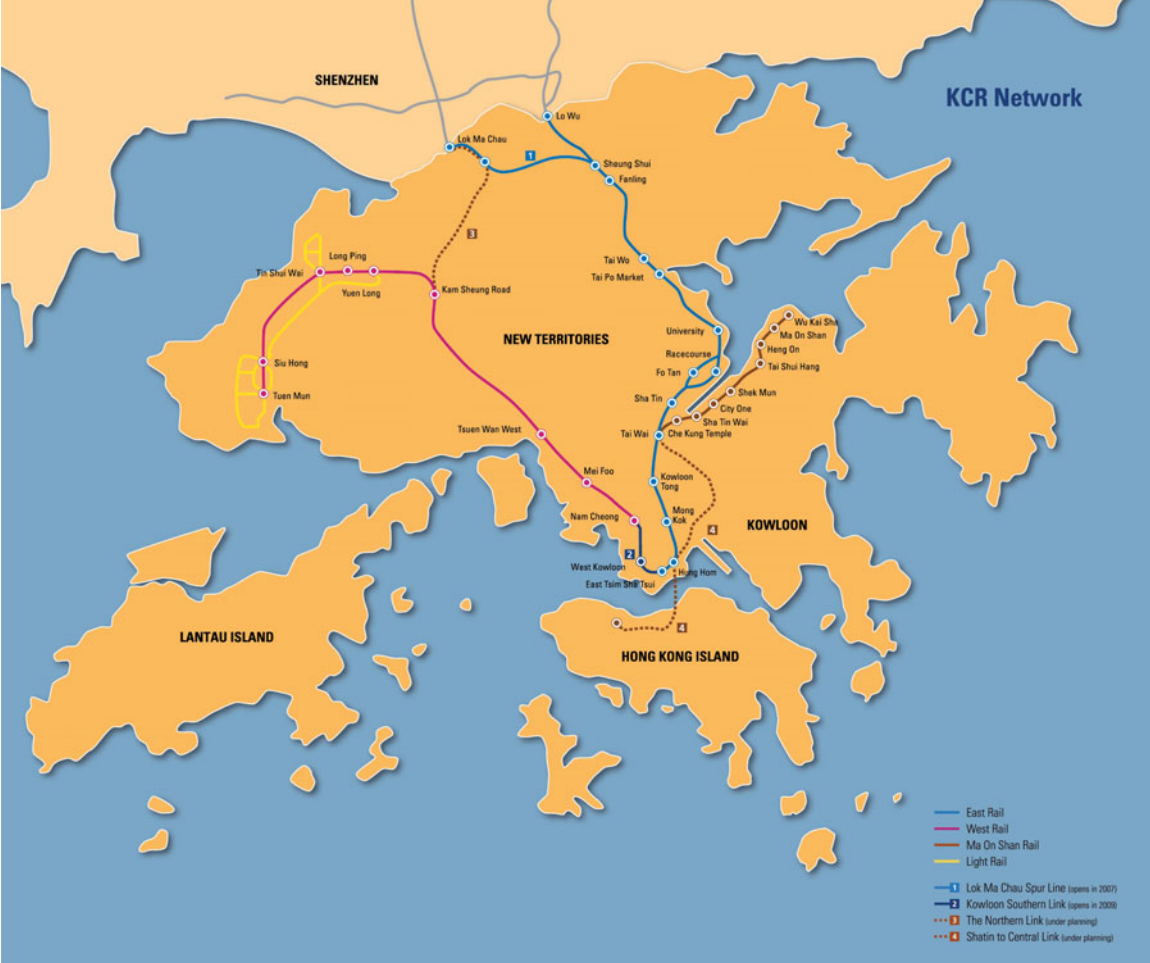 KCR Network
SHENZHEN
Lo Wu
Lok Ma Chau
1
Sheung Shui
Fanling
3
Tai Wo
Tai Po Market
Long Ping
Tin Shui Wai
Yuen Long
Kam Sheung Road
NEW TERRITORIES
University
Racecourse
Fo Tan
Wu Kai Sha
Ma On Shan
Heng On
Tai Shui Hang
Siu Hong
Tuen Mun
Shek Mun
City One
Sha Tin
Sha Tin Wai
Tsuen Wan West
Tai Wai
Che Kung Temple
Mei Foo
Kowloon
Tong
Nam Cheong
Mong
Kok
KOWLOON
4
2
West Kowloon
Hung Hom
East Tsim Sha Tsui
4
LANTAU ISLAND
HONG KONG ISLAND
East Rail
West Rail
Ma On Shan Rail
Light Rail
1 Lok Ma Chau Spur Line (opens in 2007)
2 Kowloon Southern Link (opens in 2009)
3 The Northern Link (under planning)
4 Shatin to Central Link (under planning)